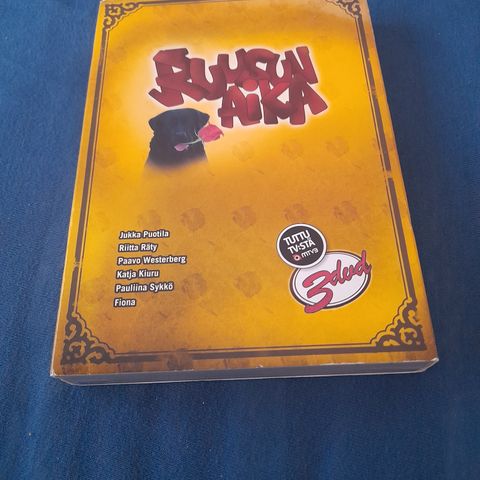 RUUSUN
AiKA
Jukka Puotila
Riitta Räty
Paavo Westerberg
Katja Kiuru
Pauliina Sykkö
Fiona
TUTTU
TV:STÄ
MTV3
3dvd